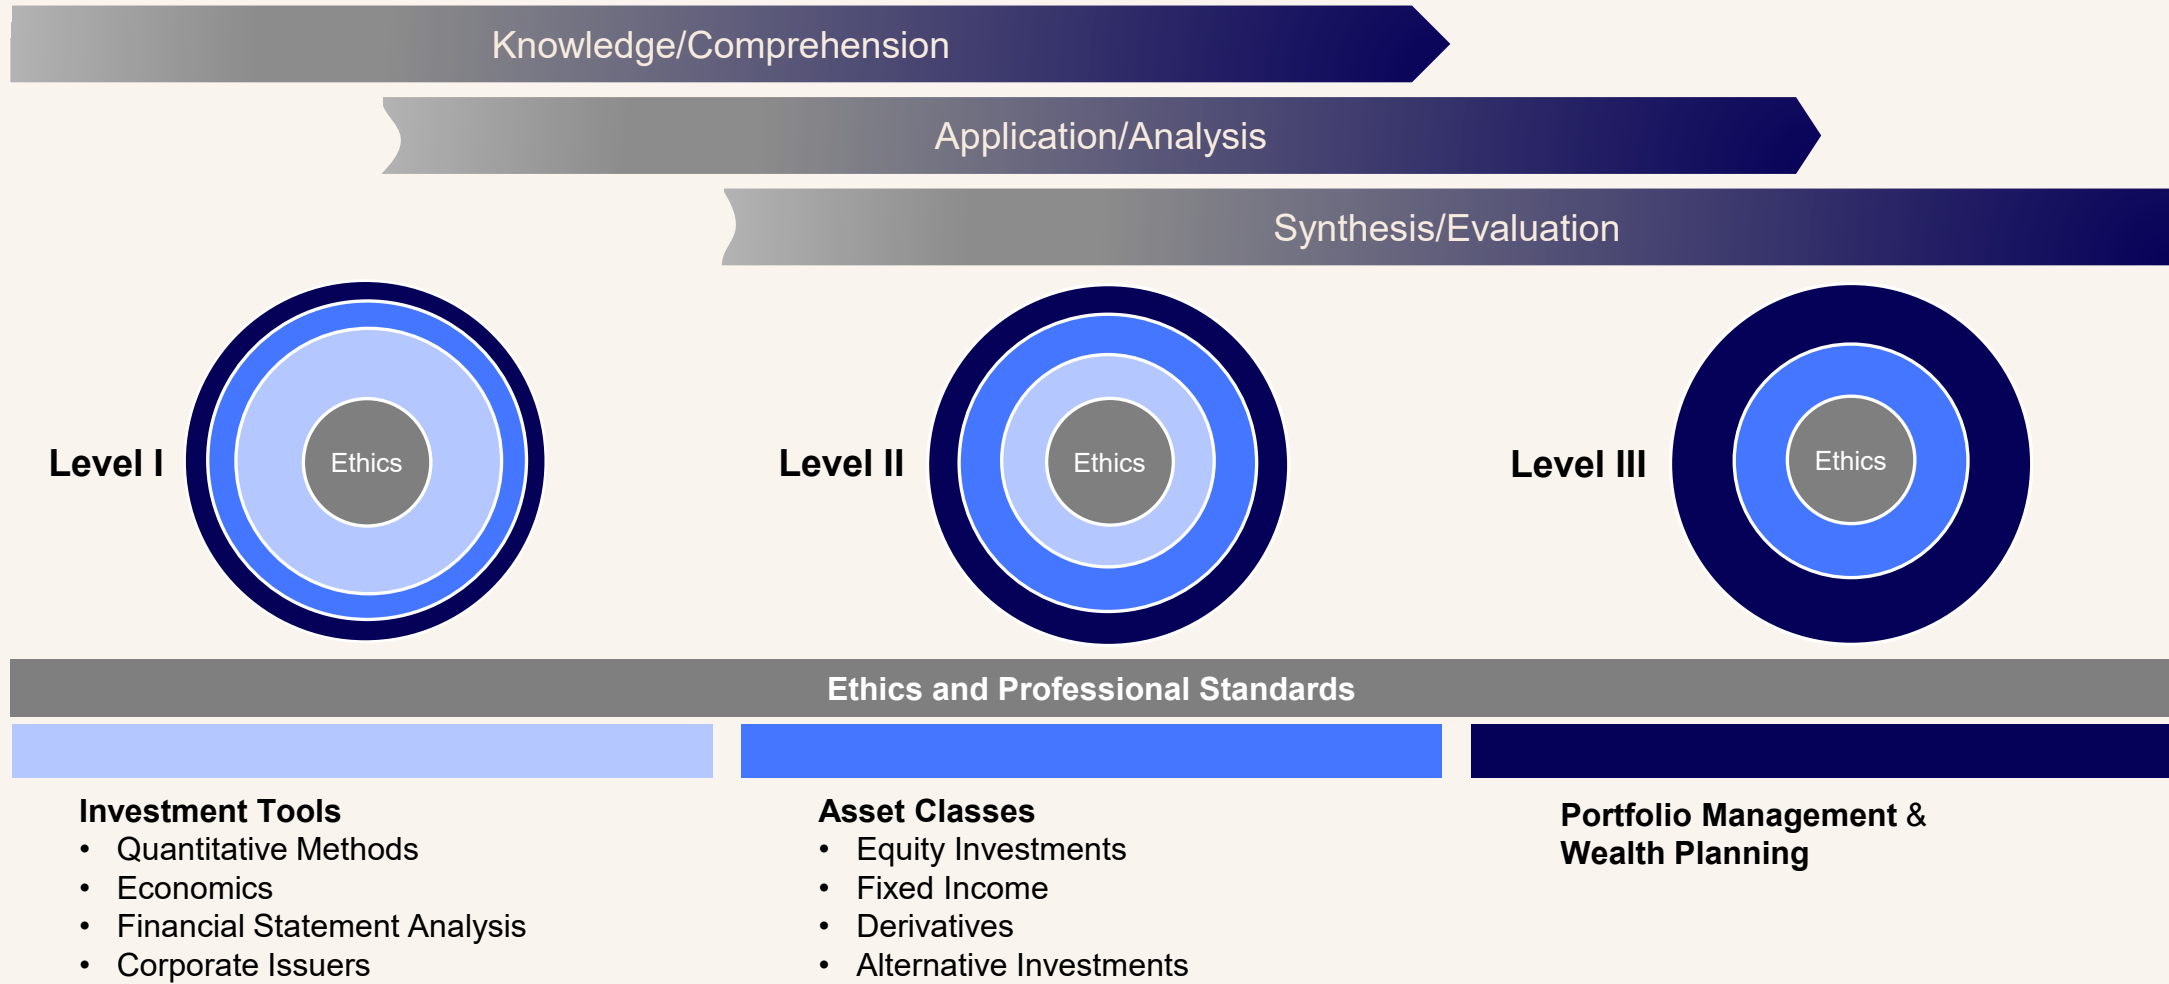 Knowledge/Comprehension
Application/Analysis
Synthesis/Evaluation
Level I
Ethics
Level II
Ethics
Level III
Ethics
Ethics and Professional Standards
Investment Tools
• Quantitative Methods
• Economics
• Financial Statement Analysis
• Corporate Issuers
Asset Classes
• Equity Investments
• Fixed Income
• Derivatives
• Alternative Investments
Portfolio Management &
Wealth Planning